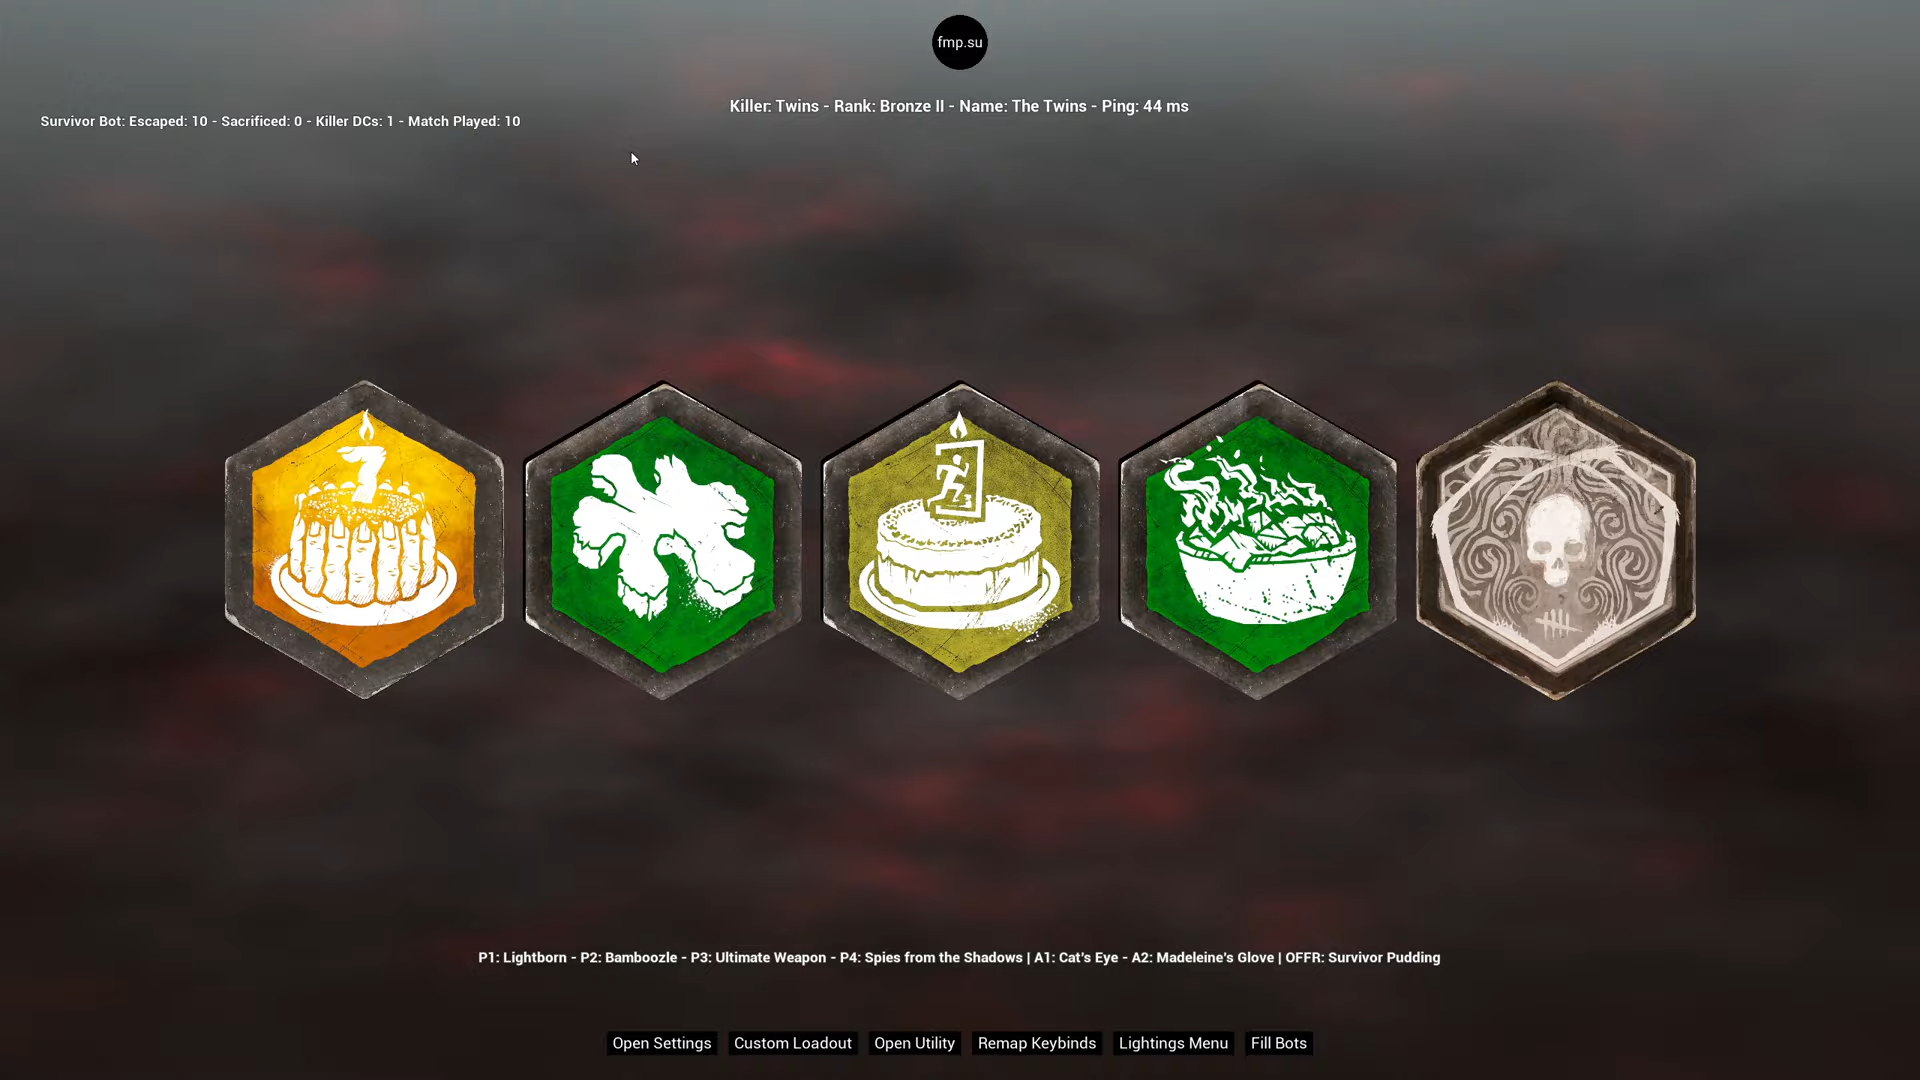 fmp.su
Killer: Twins - Rank: Bronze II - Name: The Twins - Ping: 44 ms
Survivor Bot: Escaped: 10 - Sacrificed: 0 - Killer DCs: 1 - Match Played: 10
7
P1: Lightborn - P2: Bamboozle - P3: Ultimate Weapon - P4: Spies from the Shadows | A1: Cat's Eye - A2: Madeleine's Glove | OFFR: Survivor Pudding
Open Settings Custom Loadout Open Utility Remap Keybinds Lightings Menu Fill Bots